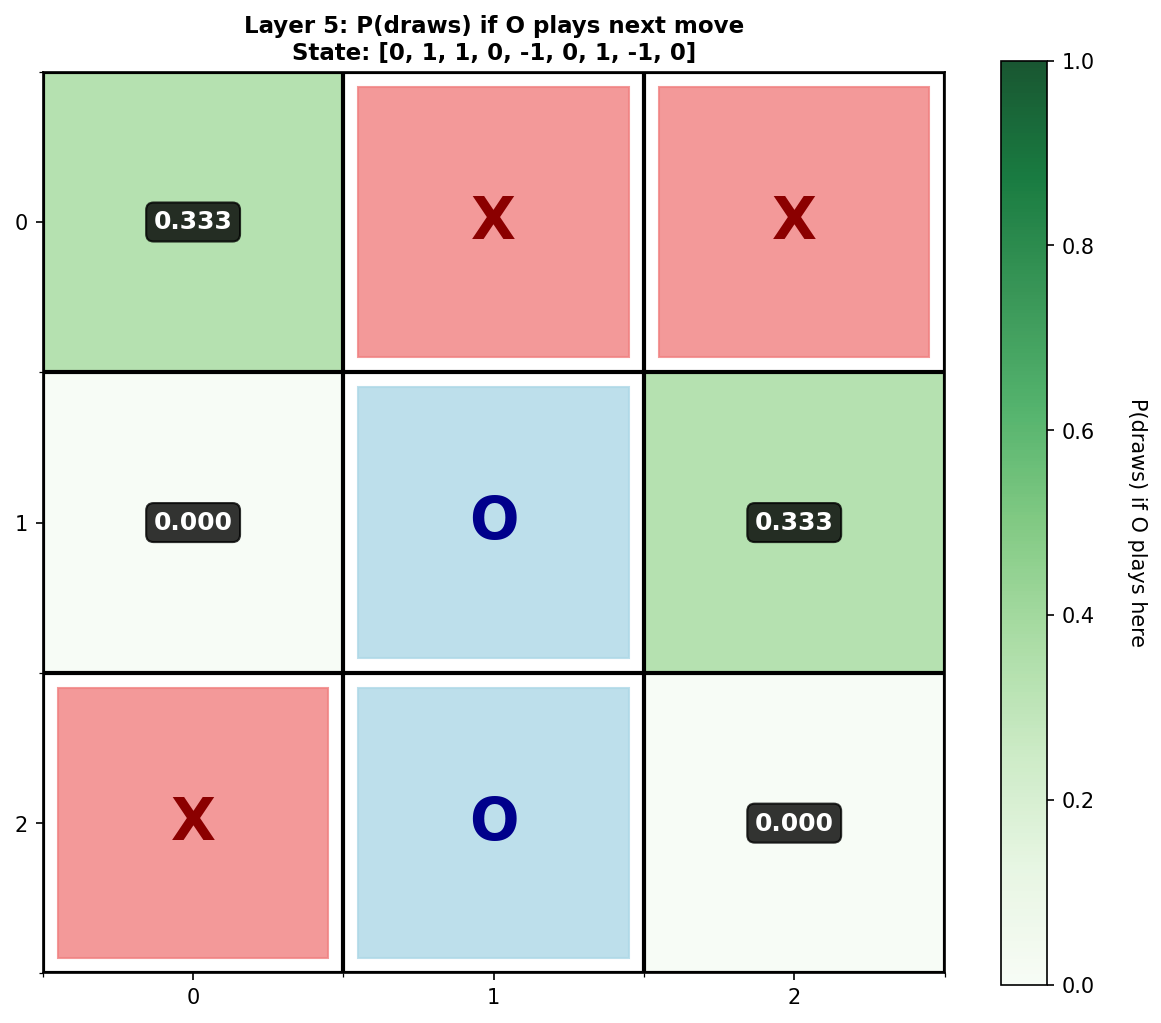 Layer 5: P(draws) if O plays next move
State: [0, 1, 1, 0, -1, 0, 1, -1, 0]
0
0.333
X
X
1
0.000
O
0.333
2
X
O
0.000
0
1
2
1.0
0.8
0.6
0.4
0.2
0.0
P(draws) if O plays here